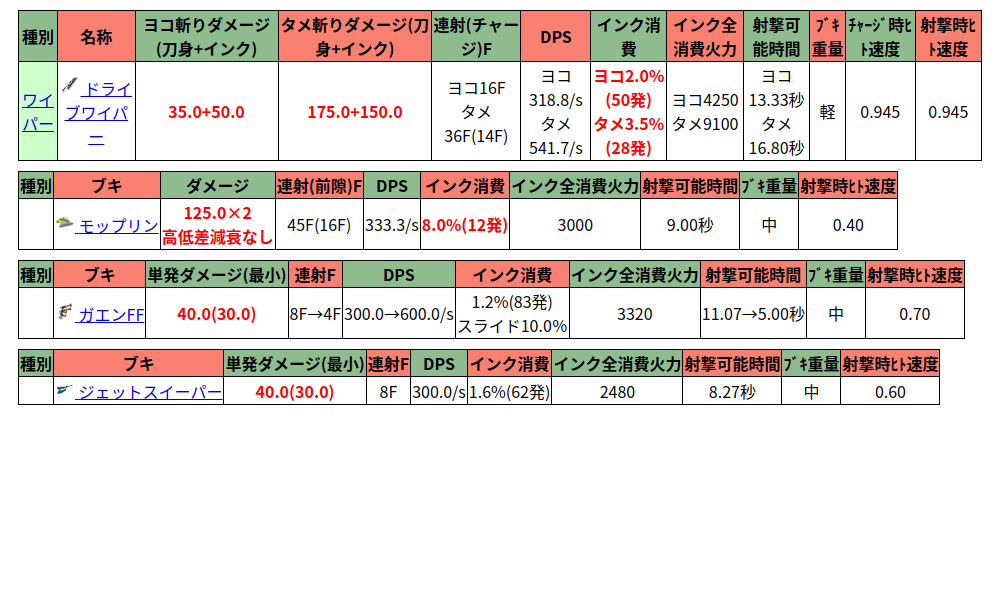 種別 名称 ヨコ斬りダメージ(刀身+インク) タメ斬りダメージ(刀身+インク) 連射(チャージ)F DPS インク消費 インク全消費火力 射撃可能時間 ﾌﾞｷ重量 ﾁｬｰｼﾞ時ﾋﾄ速度 射撃時ﾋﾄ速度
ワイパー ドライブワイパー 35.0+50.0 175.0+150.0 ヨコ16F タメ36F(14F) ヨコ318.8/s タメ541.7/s ヨコ2.0%(50発) タメ3.5%(28発) ヨコ4250 タメ9100 ヨコ13.33秒 タメ16.80秒 軽 0.945 0.945
種別 ブキ ダメージ 連射(前隙)F DPS インク消費 インク全消費火力 射撃可能時間 ﾌﾞｷ重量 射撃時ﾋﾄ速度
モップリン 125.0×2 高低差減衰なし 45F(16F) 333.3/s 8.0%(12発) 3000 9.00秒 中 0.40
種別 ブキ 単発ダメージ(最小) 連射F DPS インク消費 インク全消費火力 射撃可能時間 ﾌﾞｷ重量 射撃時ﾋﾄ速度
ガエンFF 40.0(30.0) 8F→4F 300.0→600.0/s 1.2%(83発) スライド10.0% 3320 11.07→5.00秒 中 0.70
種別 ブキ 単発ダメージ(最小) 連射F DPS インク消費 インク全消費火力 射撃可能時間 ﾌﾞｷ重量 射撃時ﾋﾄ速度
ジェットスイーパー 40.0(30.0) 8F 300.0/s 1.6%(62発) 2480 8.27秒 中 0.60